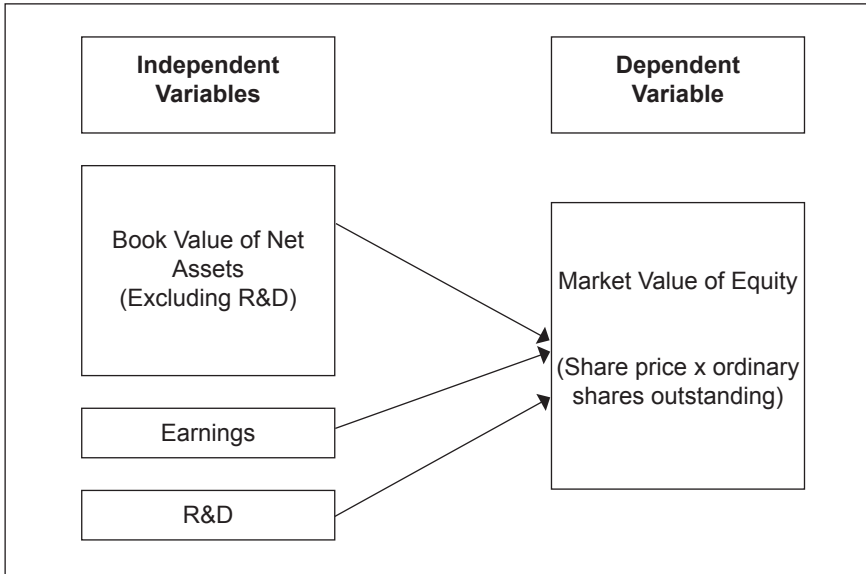 Independent
Variables
Dependent
Variable
Book Value of Net
Assets
(Excluding R&D)
Market Value of Equity
(Share price x ordinary
shares outstanding)
Earnings
R&D